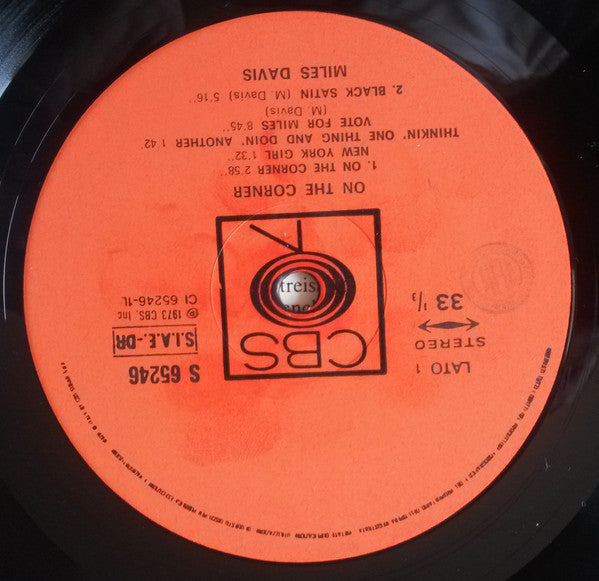 LATO 1
STEREO
33 1/3
CBS
S 65246
S.I.A.E.-DR
℗ 1973 CBS, Inc
CI 65246-1L
treis
ON THE CORNER
1. ON THE CORNER 2'58''
NEW YORK GIRL 1'32''
THINKIN' ONE THING AND DOIN' ANOTHER 1'42'
VOTE FOR MILES 8'45''
(M. Davis)
2. BLACK SATIN (M. Davis) 5'16''
MILES DAVIS